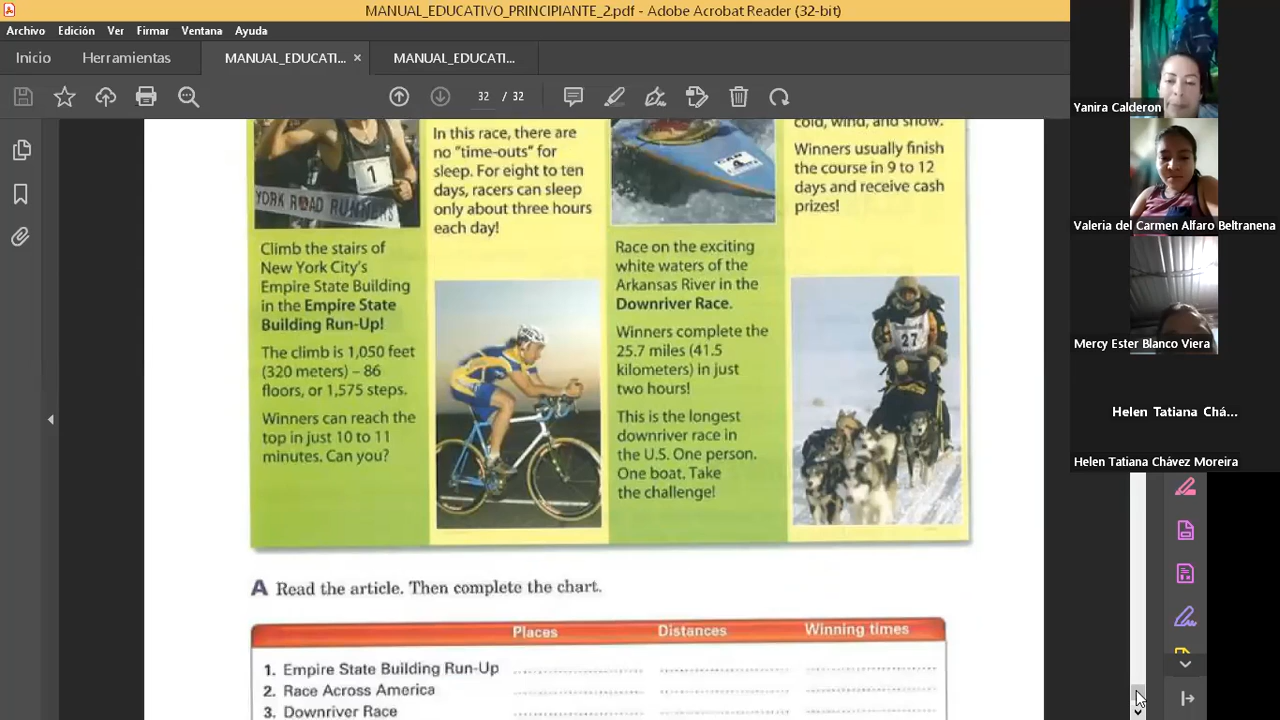 MANUAL_EDUCATIVO_PRINCIPIANTE_2.pdf - Adobe Acrobat Reader (32-bit)
Archivo Edición Ver Firmar Ventana Ayuda
Inicio Herramientas MANUAL_EDUCATI... × MANUAL_EDUCATI...
32 / 32
1
YORK ROAD RUNNERS
Climb the stairs of
New York City's
Empire State Building
in the Empire State
Building Run-Up!
The climb is 1,050 feet
(320 meters) – 86
floors, or 1,575 steps.
Winners can reach the
top in just 10 to 11
minutes. Can you?
In this race, there are
no "time-outs" for
sleep. For eight to ten
days, racers can sleep
only about three hours
each day!
Race on the exciting
white waters of the
Arkansas River in the
Downriver Race.
Winners complete the
25.7 miles (41.5
kilometers) in just
two hours!
This is the longest
downriver race in
the U.S. One person.
One boat. Take
the challenge!
cold, wind, and snow.
Winners usually finish
the course in 9 to 12
days and receive cash
prizes!
27
A Read the article. Then complete the chart.
Places Distances Winning times
1. Empire State Building Run-Up
2. Race Across America
3. Downriver Race
Yanira Calderon
Valeria del Carmen Alfaro Beltranena
Mercy Ester Blanco Viera
Helen Tatiana Chá...
Helen Tatiana Chávez Moreira